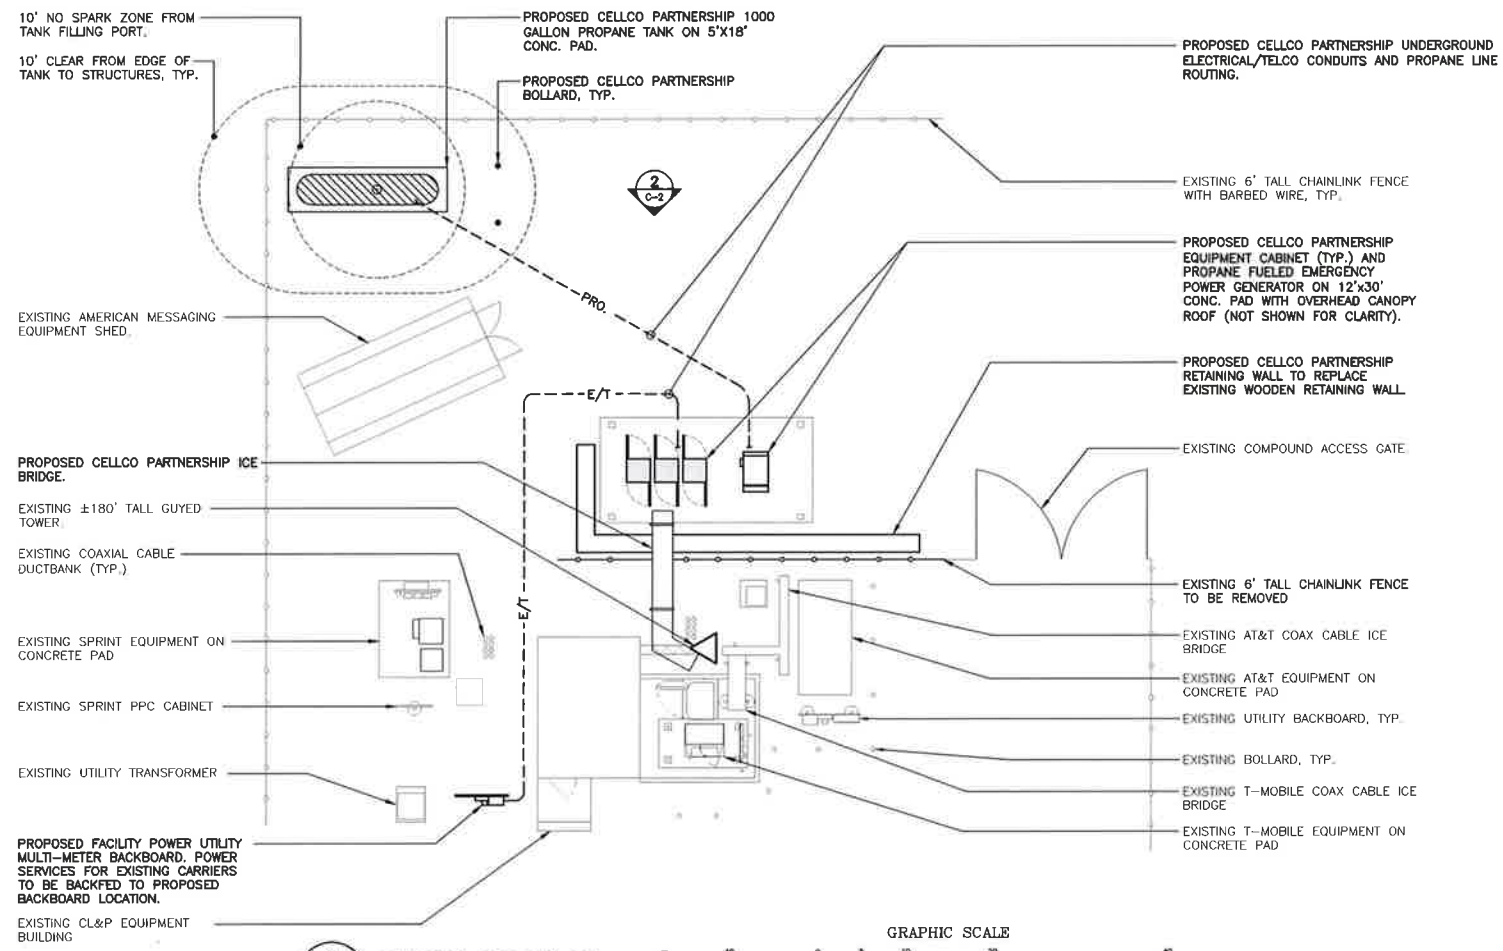 10' NO SPARK ZONE FROM
TANK FILLING PORT.
10' CLEAR FROM EDGE OF
TANK TO STRUCTURES, TYP.
PROPOSED CELLCO PARTNERSHIP 1000
GALLON PROPANE TANK ON 5'X18'
CONC. PAD.
PROPOSED CELLCO PARTNERSHIP
BOLLARD, TYP.
PROPOSED CELLCO PARTNERSHIP UNDERGROUND
ELECTRICAL/TELCO CONDUITS AND PROPANE LINE
ROUTING.
2
C-2
EXISTING 6' TALL CHAINLINK FENCE
WITH BARBED WIRE, TYP.
PROPOSED CELLCO PARTNERSHIP
EQUIPMENT CABINET (TYP.) AND
PROPANE FUELED EMERGENCY
POWER GENERATOR ON 12'x30'
CONC. PAD WITH OVERHEAD CANOPY
ROOF (NOT SHOWN FOR CLARITY).
PRO.
EXISTING AMERICAN MESSAGING
EQUIPMENT SHED.
PROPOSED CELLCO PARTNERSHIP
RETAINING WALL TO REPLACE
EXISTING WOODEN RETAINING WALL
E/T
EXISTING COMPOUND ACCESS GATE.
PROPOSED CELLCO PARTNERSHIP ICE
BRIDGE.
EXISTING ±180' TALL GUYED
TOWER
EXISTING COAXIAL CABLE
DUCTBANK (TYP.)
E/T
EXISTING 6' TALL CHAINLINK FENCE
TO BE REMOVED
EXISTING SPRINT EQUIPMENT ON
CONCRETE PAD
EXISTING AT&T COAX CABLE ICE
BRIDGE
EXISTING AT&T EQUIPMENT ON
CONCRETE PAD
EXISTING SPRINT PPC CABINET
EXISTING UTILITY BACKBOARD, TYP.
EXISTING BOLLARD, TYP.
EXISTING UTILITY TRANSFORMER
EXISTING T-MOBILE COAX CABLE ICE
BRIDGE
EXISTING T-MOBILE EQUIPMENT ON
CONCRETE PAD
PROPOSED FACILITY POWER UTILITY
MULTI-METER BACKBOARD. POWER
SERVICES FOR EXISTING CARRIERS
TO BE BACKFED TO PROPOSED
BACKBOARD LOCATION.
EXISTING CL&P EQUIPMENT
BUILDING
GRAPHIC SCALE